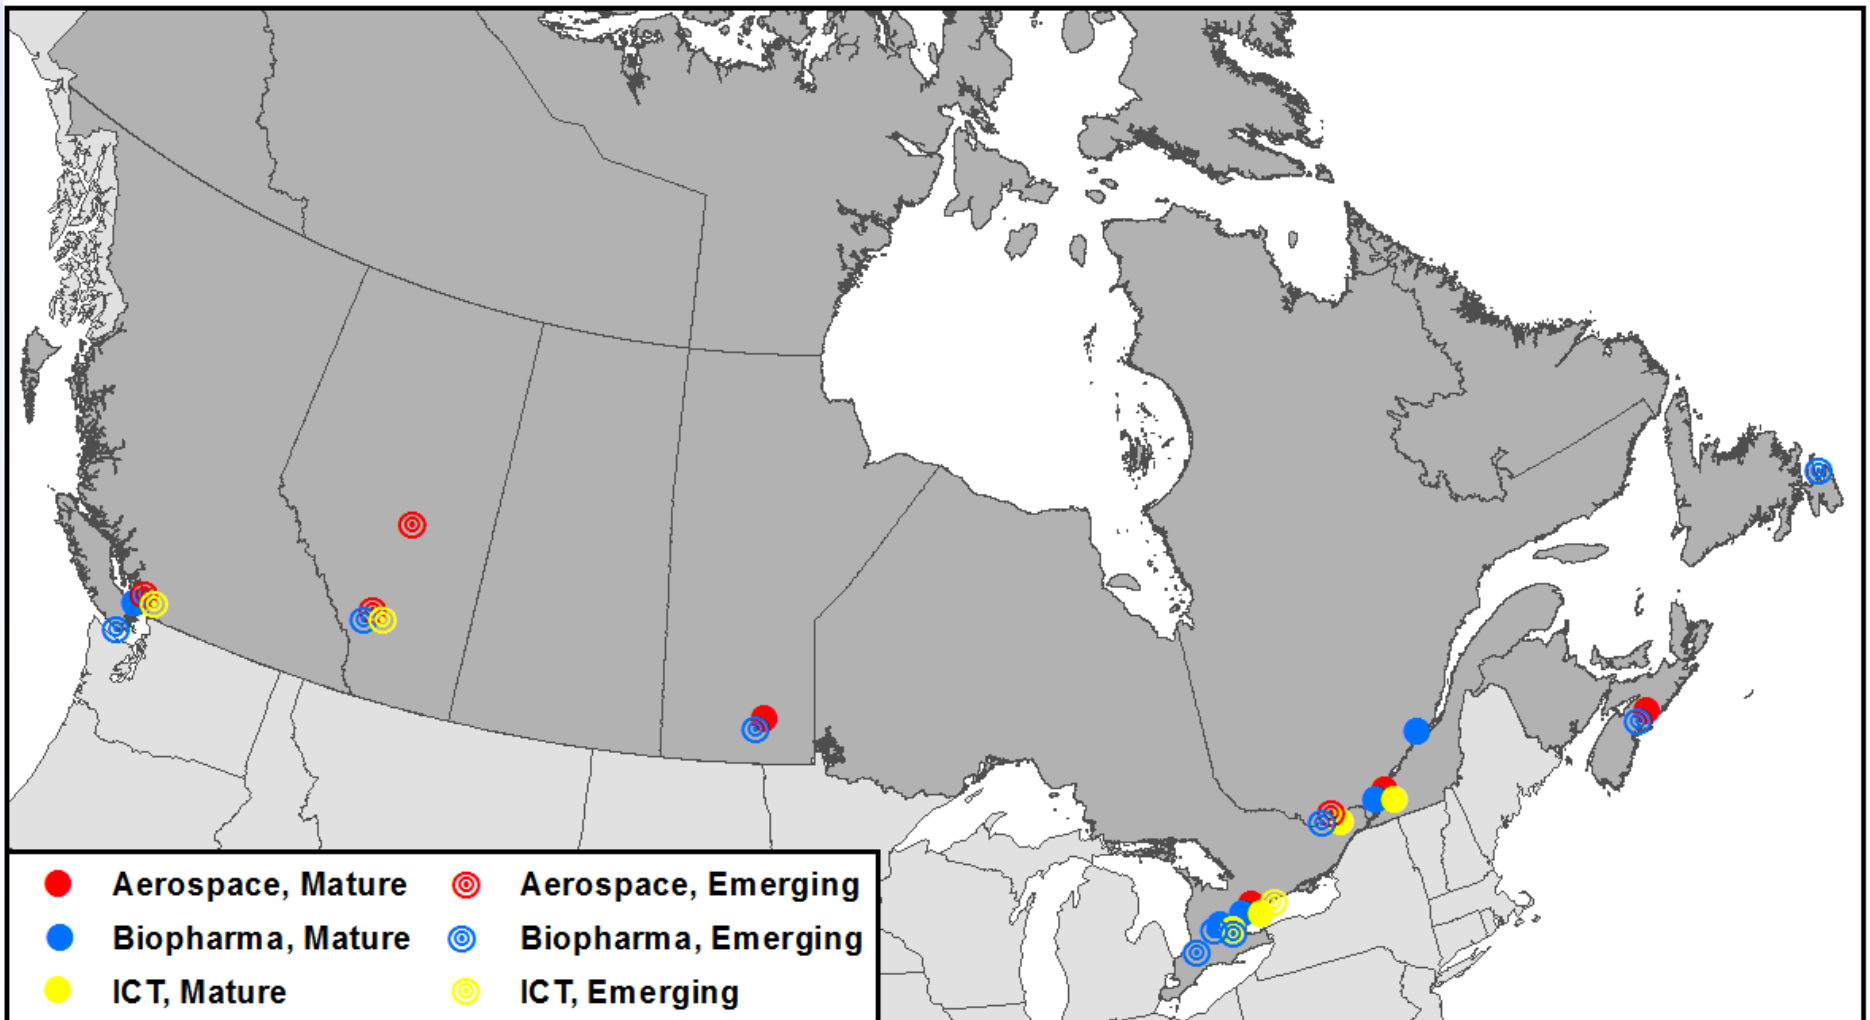 Aerospace, Mature Aerospace, Emerging
Biopharma, Mature Biopharma, Emerging
ICT, Mature ICT, Emerging